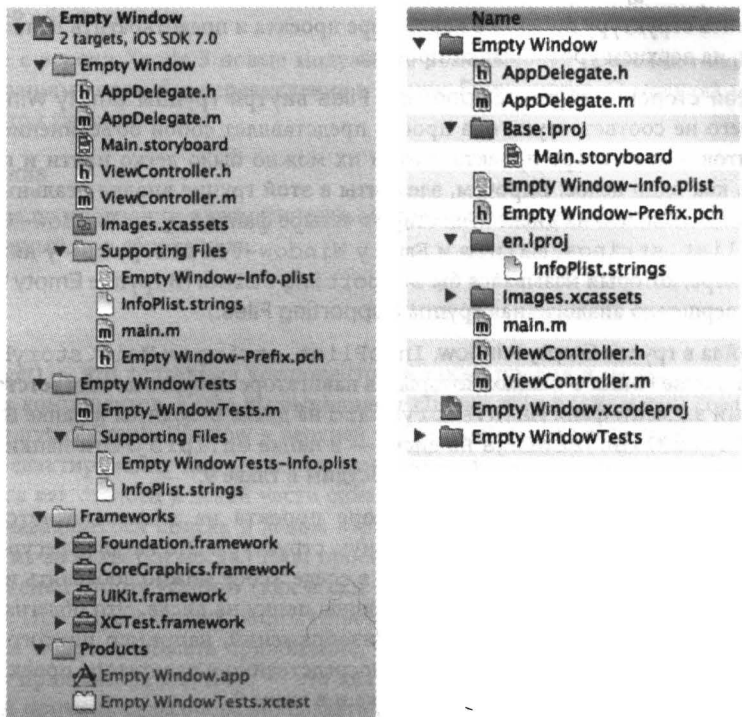 Empty Window
2 targets, iOS SDK 7.0
Empty Window
AppDelegate.h
AppDelegate.m
Main.storyboard
ViewController.h
ViewController.m
Images.xcassets
Supporting Files
Empty Window-Info.plist
InfoPlist.strings
main.m
Empty Window-Prefix.pch
Empty WindowTests
Empty_WindowTests.m
Supporting Files
Empty WindowTests-Info.plist
InfoPlist.strings
Frameworks
Foundation.framework
CoreGraphics.framework
UIKit.framework
XCTest.framework
Products
Empty Window.app
Empty WindowTests.xctest
Name
Empty Window
AppDelegate.h
AppDelegate.m
Base.lproj
Main.storyboard
Empty Window-Info.plist
Empty Window-Prefix.pch
en.lproj
InfoPlist.strings
Images.xcassets
main.m
ViewController.h
ViewController.m
Empty Window.xcodeproj
Empty WindowTests